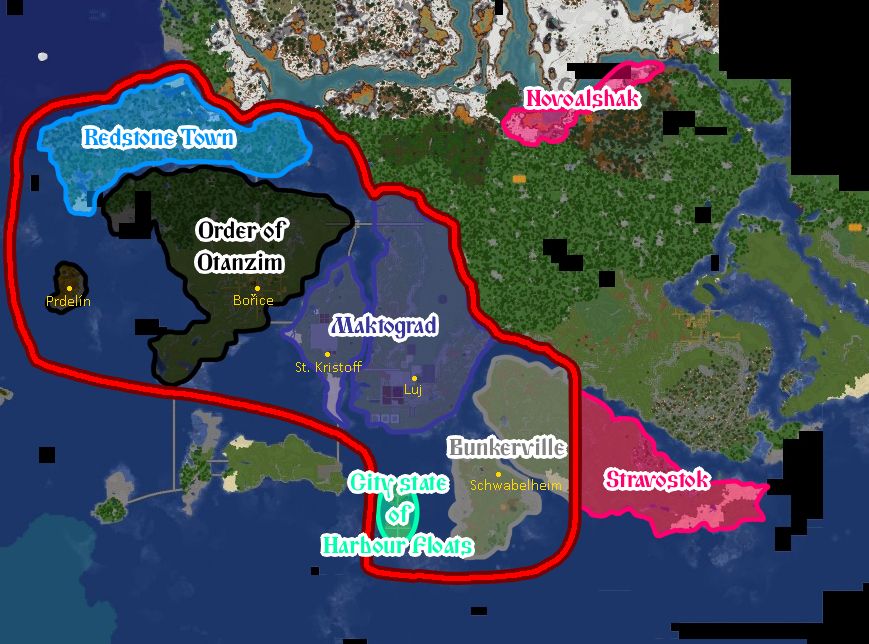 Novoalshak
Redstone Town
Order of
Otanzim
Prdelín
Bořice
Maktograd
St. Kristoff
Luj
Bunkerville
Schwabelheim
Stravostok
City state
of
Harbour Floats